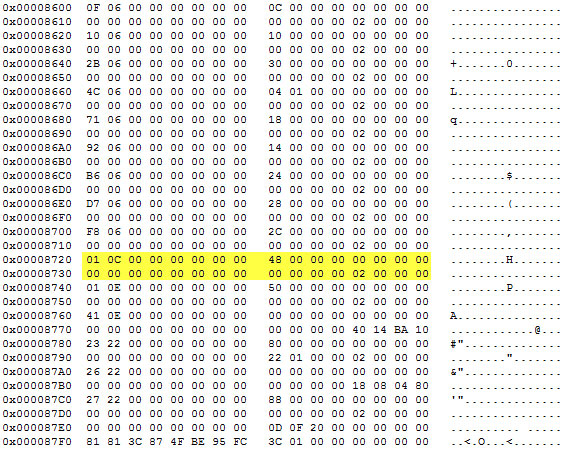 0x00008600 0F 06 00 00 00 00 00 00 00 0C 00 00 00 00 00 00 00 ................
0x00008610 00 00 00 00 00 00 00 00 00 00 00 00 02 00 00 00 00 ................
0x00008620 10 06 00 00 00 00 00 00 00 10 00 00 00 00 00 00 00 ................
0x00008630 00 00 00 00 00 00 00 00 00 00 00 00 02 00 00 00 00 ................
0x00008640 2B 06 00 00 00 00 00 00 00 30 00 00 00 00 00 00 00 +.......0.......
0x00008650 00 00 00 00 00 00 00 00 00 00 00 00 02 00 00 00 00 ................
0x00008660 4C 06 00 00 00 00 00 00 00 04 01 00 00 00 00 00 00 L...............
0x00008670 00 00 00 00 00 00 00 00 00 00 00 00 02 00 00 00 00 ................
0x00008680 71 06 00 00 00 00 00 00 00 18 00 00 00 00 00 00 00 q...............
0x00008690 00 00 00 00 00 00 00 00 00 00 00 00 02 00 00 00 00 ................
0x000086A0 92 06 00 00 00 00 00 00 00 14 00 00 00 00 00 00 00 ................
0x000086B0 00 00 00 00 00 00 00 00 00 00 00 00 02 00 00 00 00 ................
0x000086C0 B6 06 00 00 00 00 00 00 00 24 00 00 00 00 00 00 00 ........$.......
0x000086D0 00 00 00 00 00 00 00 00 00 00 00 00 02 00 00 00 00 ................
0x000086E0 D7 06 00 00 00 00 00 00 00 28 00 00 00 00 00 00 00 ........(.......
0x000086F0 00 00 00 00 00 00 00 00 00 00 00 00 02 00 00 00 00 ................
0x00008700 F8 06 00 00 00 00 00 00 00 2C 00 00 00 00 00 00 00 ........,.......
0x00008710 00 00 00 00 00 00 00 00 00 00 00 00 02 00 00 00 00 ................
0x00008720 01 0C 00 00 00 00 00 00 00 48 00 00 00 00 00 00 00 ........H.......
0x00008730 00 00 00 00 00 00 00 00 00 00 00 00 02 00 00 00 00 ................
0x00008740 01 0E 00 00 00 00 00 00 00 50 00 00 00 00 00 00 00 ........P.......
0x00008750 00 00 00 00 00 00 00 00 00 00 00 00 02 00 00 00 00 ................
0x00008760 41 0E 00 00 00 00 00 00 00 00 00 00 00 00 00 00 00 A...............
0x00008770 00 00 00 00 00 00 00 00 00 00 00 00 40 14 BA 10 ............@...
0x00008780 23 22 00 00 00 00 00 00 00 80 00 00 00 00 00 00 00 #"..............
0x00008790 00 00 00 00 00 00 00 00 22 01 00 00 02 00 00 00 00 ........".......
0x000087A0 26 22 00 00 00 00 00 00 00 00 00 00 00 00 00 00 00 &"..............
0x000087B0 00 00 00 00 00 00 00 00 00 00 00 00 18 08 04 80 ................
0x000087C0 27 22 00 00 00 00 00 00 00 88 00 00 00 00 00 00 00 '"..............
0x000087D0 00 00 00 00 00 00 00 00 00 00 00 00 02 00 00 00 00 ................
0x000087E0 00 00 00 00 00 00 00 00 0D 0F 20 00 00 00 00 00 .......... .....
0x000087F0 81 81 3C 87 4F BE 95 FC 3C 01 00 00 00 00 00 00 ..<.O...<.......